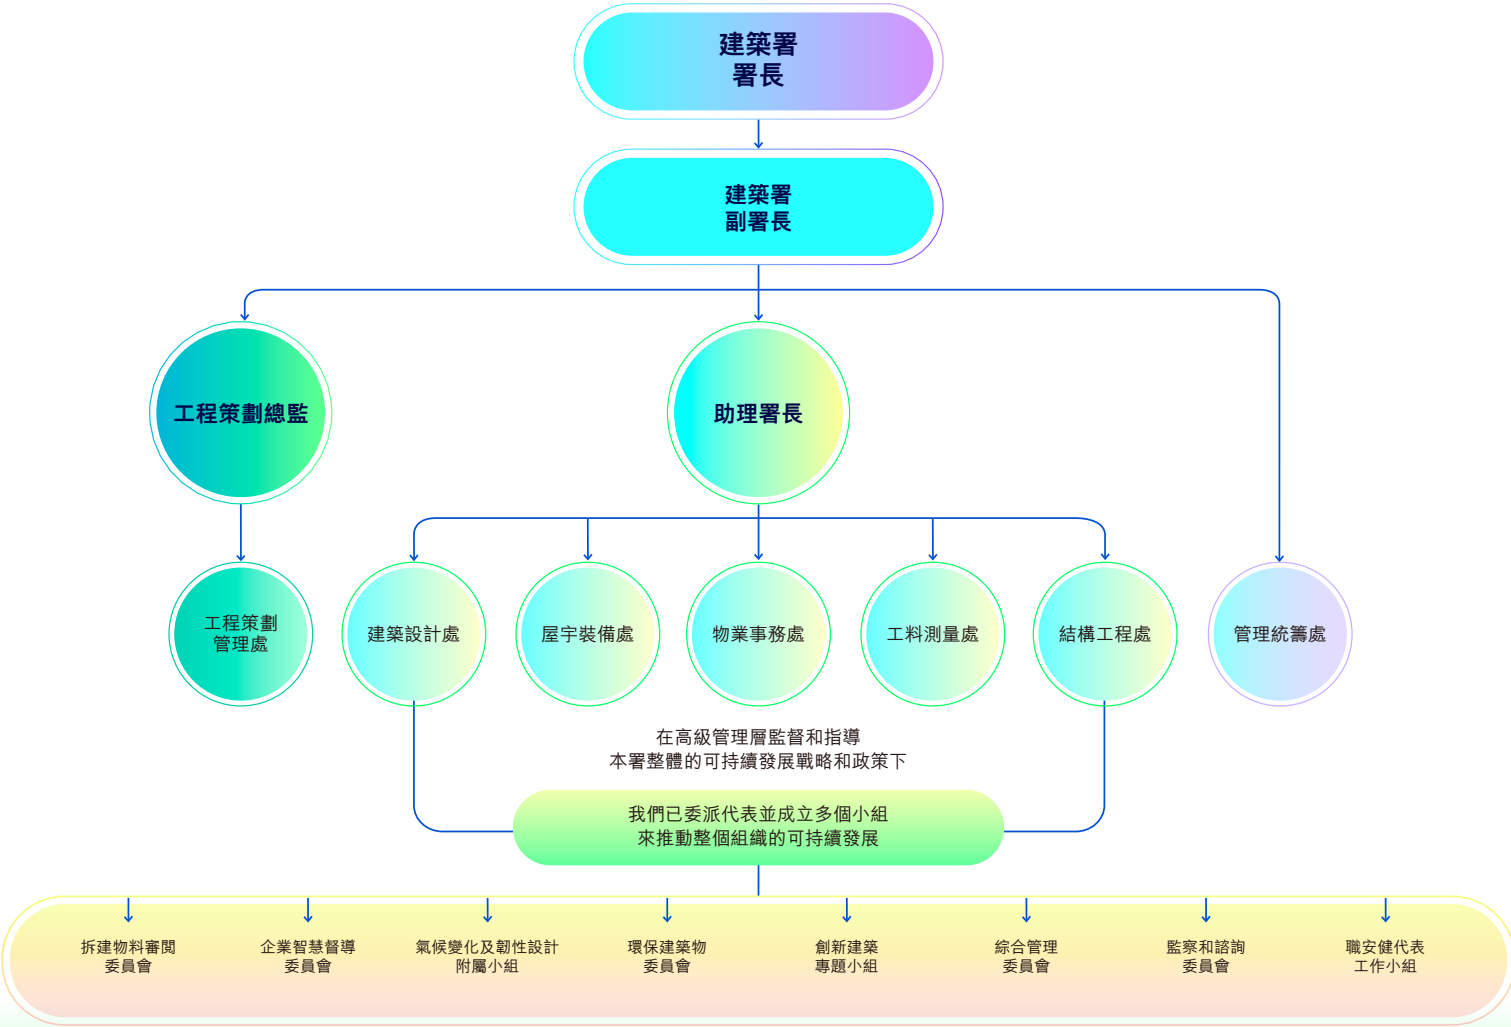 建築署
署長
建築署
副署長
工程策劃總監
助理署長
工程策劃
管理處
建築設計處
屋宇裝備處
物業事務處
工料測量處
結構工程處
管理統籌處
在高級管理層監督和指導
本署整體的可持續發展戰略和政策下
我們已委派代表並成立多個小組
來推動整個組織的可持續發展
拆建物料審閱
委員會
企業智慧督導
委員會
氣候變化及韌性設計
附屬小組
環保建築物
委員會
創新建築
專題小組
綜合管理
委員會
監察和諮詢
委員會
職安健代表
工作小組